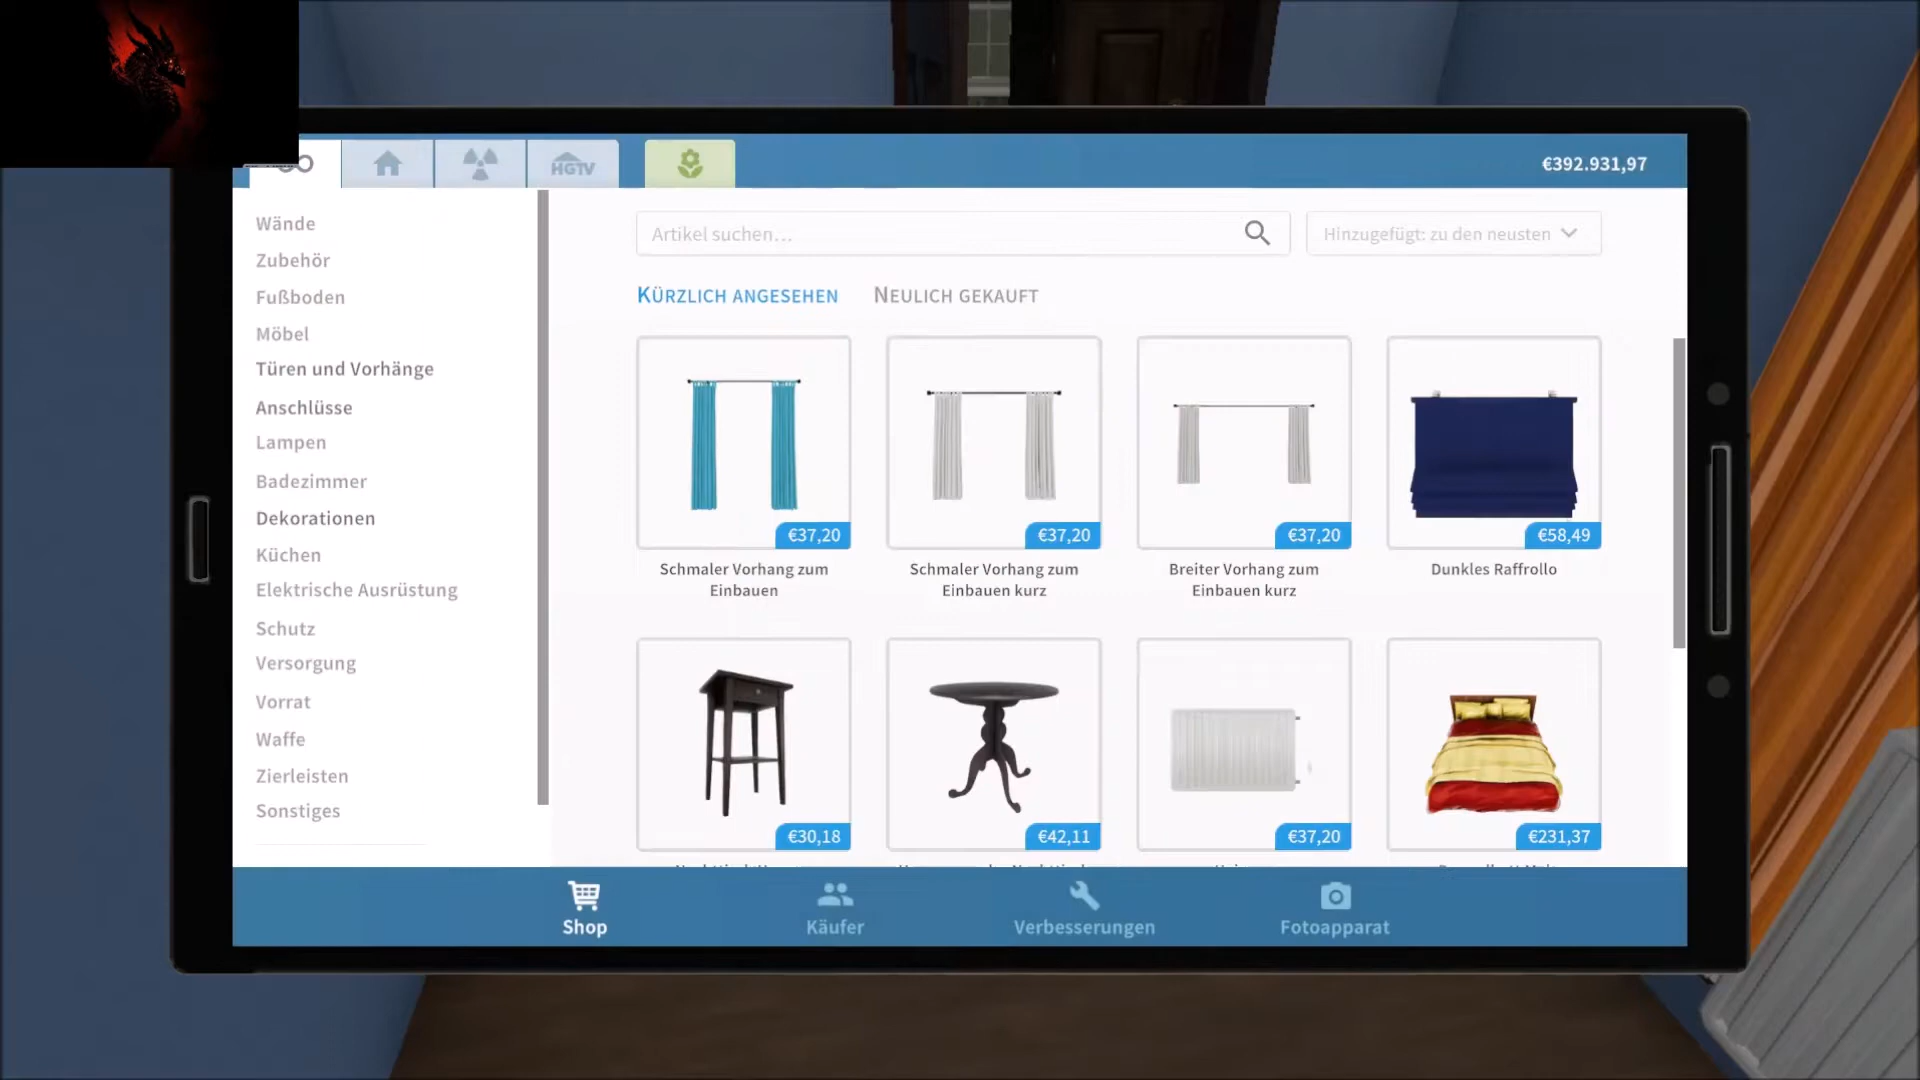 HGTV
€392.931,97
Wände
Zubehör
Fußboden
Möbel
Türen und Vorhänge
Anschlüsse
Lampen
Badezimmer
Dekorationen
Küchen
Elektrische Ausrüstung
Schutz
Versorgung
Vorrat
Waffe
Zierleisten
Sonstiges
Artikel suchen...
Hinzugefügt: zu den neusten
KÜRZLICH ANGESEHEN
NEULICH GEKAUFT
€37,20
€37,20
€37,20
€58,49
Schmaler Vorhang zum
Einbauen
Schmaler Vorhang zum
Einbauen kurz
Breiter Vorhang zum
Einbauen kurz
Dunkles Raffrollo
€30,18
€42,11
€37,20
€231,37
Shop
Käufer
Verbesserungen
Fotoapparat